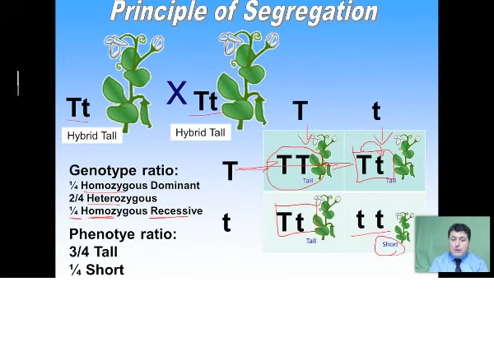 Principle of Segregation
Tt
X
Tt
Hybrid Tall
Hybrid Tall
T
t
T
TT
Tall
Tt
Tall
t
Tt
Tall
tt
Short
Genotype ratio:
¼ Homozygous Dominant
2/4 Heterozygous
¼ Homozygous Recessive
Phenotye ratio:
3/4 Tall
¼ Short